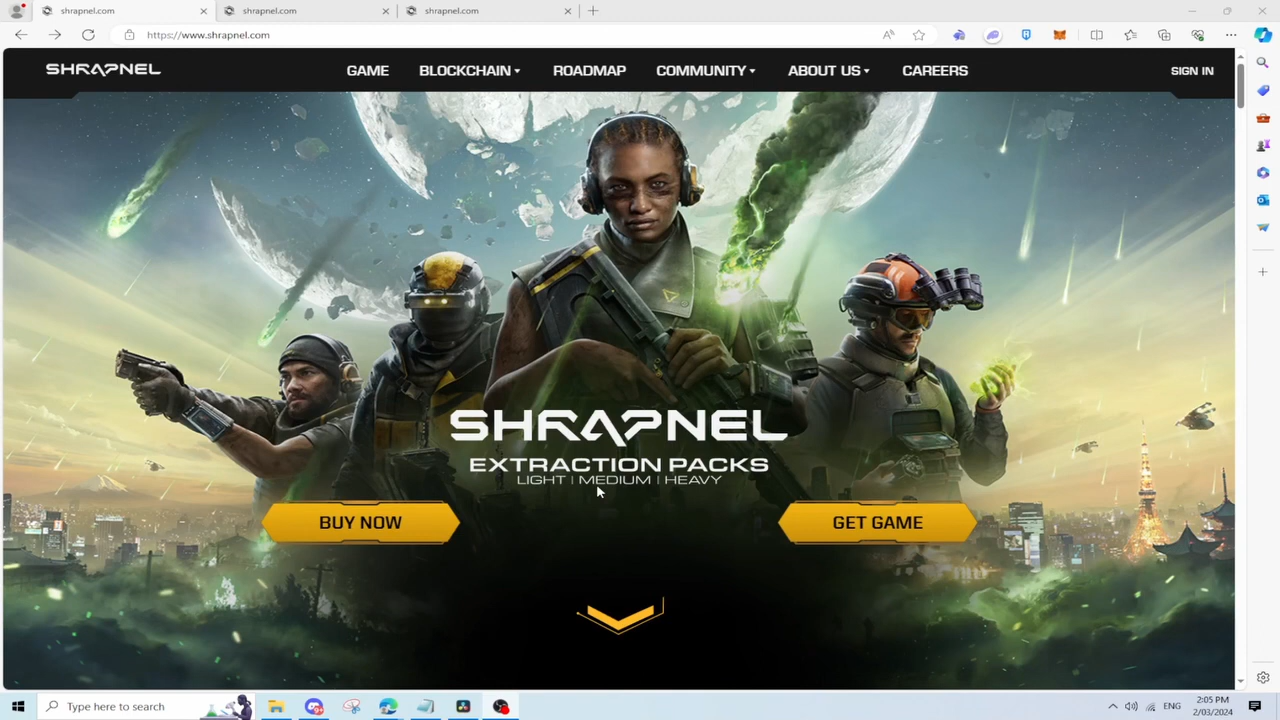 shrapnel.com
shrapnel.com
shrapnel.com
https://www.shrapnel.com
SHRAPNEL
GAME
BLOCKCHAIN
ROADMAP
COMMUNITY
ABOUT US
CAREERS
SIGN IN
SHRAPNEL
EXTRACTION PACKS
LIGHT | MEDIUM | HEAVY
BUY NOW
GET GAME
Type here to search
ENG
2:05 PM
2/03/2024